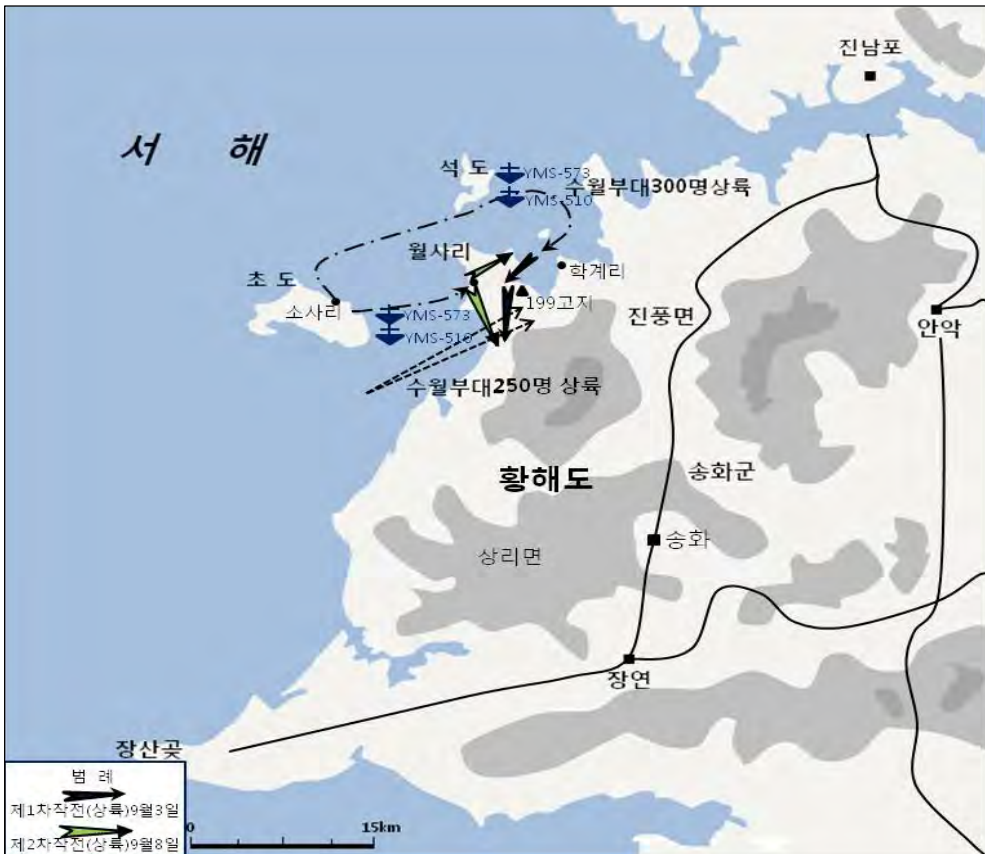 진남포
서 해
석 도
YMS-573
YMS-510
수월부대300명상륙
월사리
학계리
초 도
소사리
YMS-573
YMS-510
199고지
진풍면
안악
수월부대250명 상륙
황해도
송화군
상리면
송화
장연
장산곶
범 례
제1차작전(상륙)9월3일
제2차작전(상륙)9월8일
0
15km